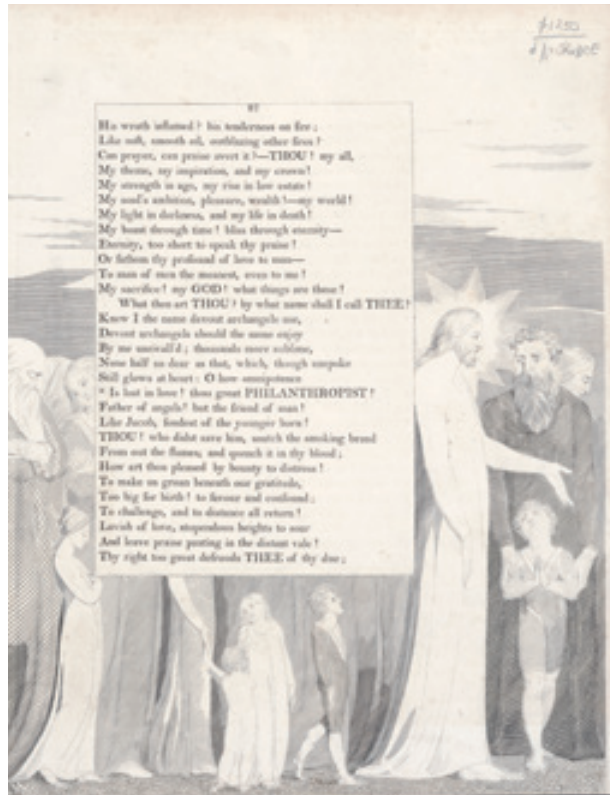 $1250
87
His wrath inflamed? his tenderness on fire;
Like soft, smooth oil, outblazing other fires?
Can prayer, can praise avert it?—THOU! my all,
My theme, my inspiration, and my crown!
My strength in age, my rise in low estate!
My soul's ambition, pleasure, wealth!—my world!
My light in darkness, and my life in death!
My boast through time! bliss through eternity—
Eternity, too short to speak thy praise!
Or fathom thy profound of love to man—
To man of men the meanest, even to me!
My sacrifice! my GOD! what things are these?
What then art THOU? by what name shall I call THEE?
Knew I the name devout archangels use,
Devout archangels should the name enjoy
By me unrivall'd; thousands more sublime,
None half so dear as that, which, though unspoke
Still glows at heart: O how omnipotence
* Is lost in love! thou great PHILANTHROPIST!
Father of angels! but the friend of man!
Like Jacob, fondest of the younger born!
THOU! who didst save him, snatch the smoking brand
From out the flames, and quench it in thy blood;
How art thou pleased by bounty to distress!
To make us groan beneath our gratitude,
Too big for birth! to favour and confound;
To challenge, and to distance all return!
Lavish of love, stupendous heights to soar
And leave praise panting in the distant vale!
Thy right too great defrauds THEE of thy due;